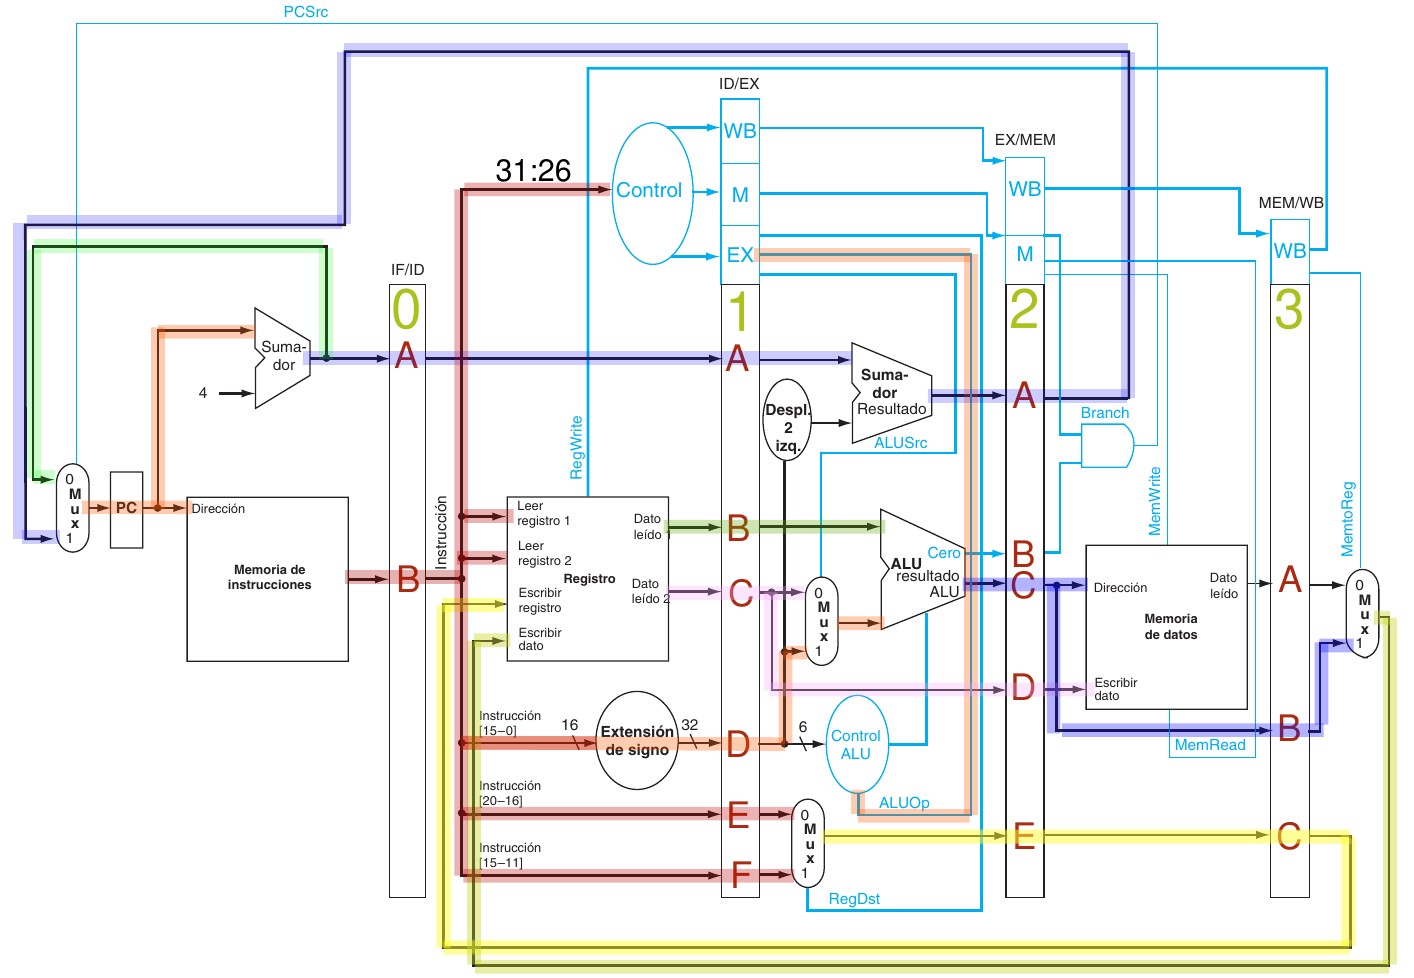 PCSrc
ID/EX
WB
EX/MEM
31:26
Control
M
WB
MEM/WB
EX
M
WB
IF/ID
0
1
2
3
A
A
Suma-
dor
4
Suma-
dor
Resultado
A
Despl.
2
izq.
Branch
ALUSrc
RegWrite
MemWrite
MemtoReg
0
M
u
x
1
PC
Dirección
Memoria de
instrucciones
B
Instrucción
Leer
registro 1
Leer
registro 2
Registro
Escribir
registro
Escribir
dato
Dato
leído 1
Dato
leído 2
B
C
0
M
u
x
1
Cero
ALU
resultado
ALU
B
C
D
Dirección
Dato
leído
Memoria
de datos
Escribir
dato
A
B
0
M
u
x
1
MemRead
Instrucción
[15–0]
16
Extensión
de signo
32
D
6
Control
ALU
ALUOp
Instrucción
[20–16]
E
0
M
u
x
1
E
C
Instrucción
[15–11]
F
RegDst